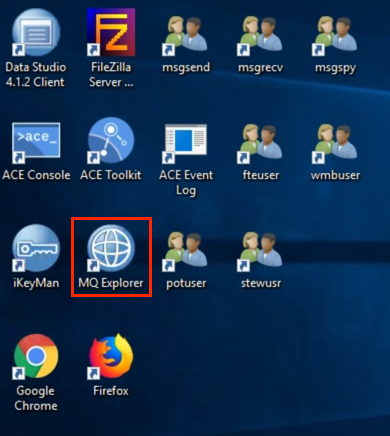 Data Studio
4.1.2 Client
FileZilla
Server ...
msgsend
msgrecv
msgspy
>ace_
ACE Console
ACE Toolkit
ACE Event
Log
fteuser
wmbuser
iKeyMan
MQ Explorer
potuser
stewusr
Google
Chrome
Firefox